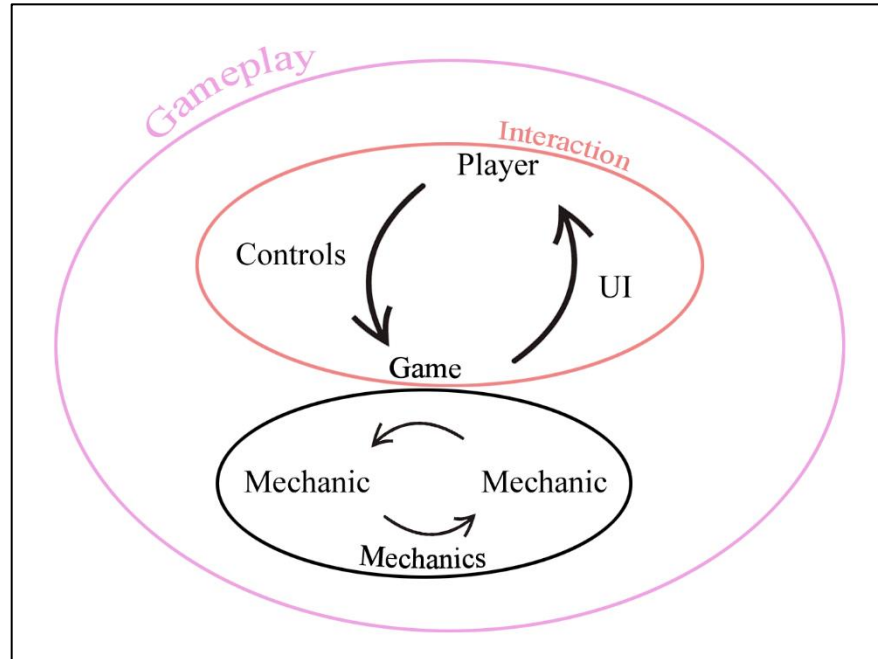 Gameplay
Interaction
Player
Controls
UI
Game
Mechanic Mechanic
Mechanics